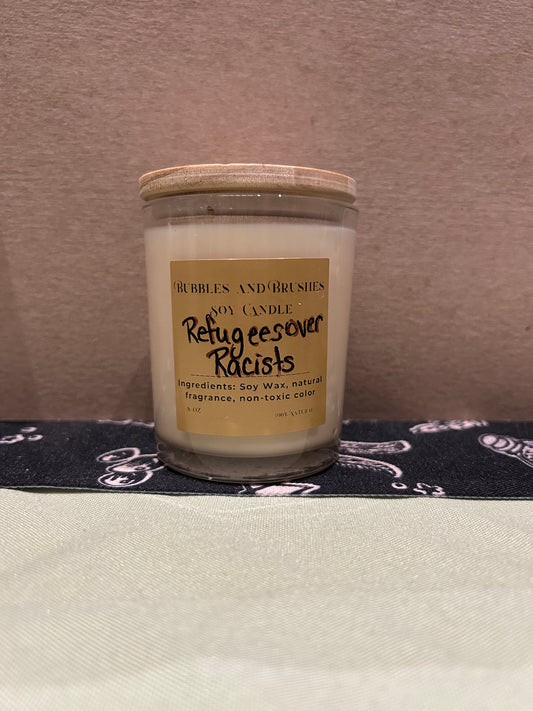 Bubbles and Brushes
Soy Candle
Refugees over
Racists
Ingredients: Soy Wax, natural
fragrance, non-toxic color
8 oz
100% Natural